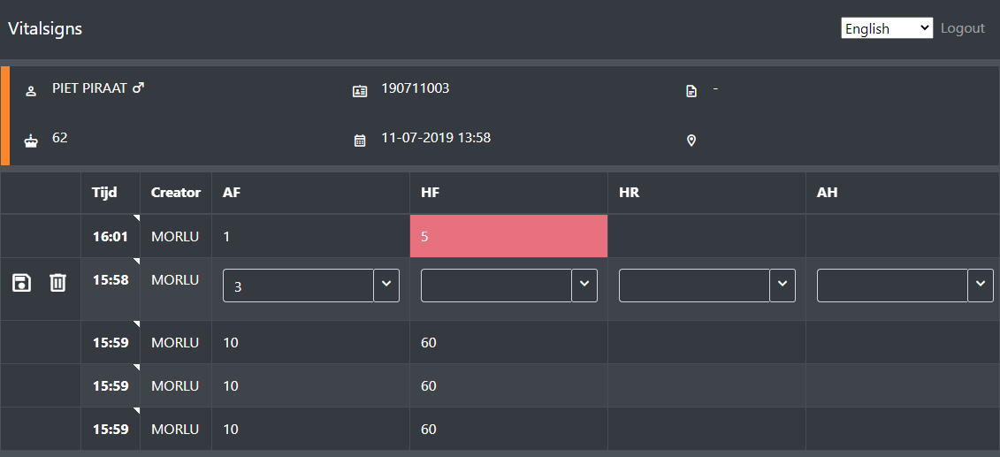 Vitalsigns English Logout
PIET PIRAAT ♂ 190711003 -
62 11-07-2019 13:58
Tijd Creator AF HF HR AH
16:01 MORLU 1 5
15:58 MORLU 3
15:59 MORLU 10 60
15:59 MORLU 10 60
15:59 MORLU 10 60